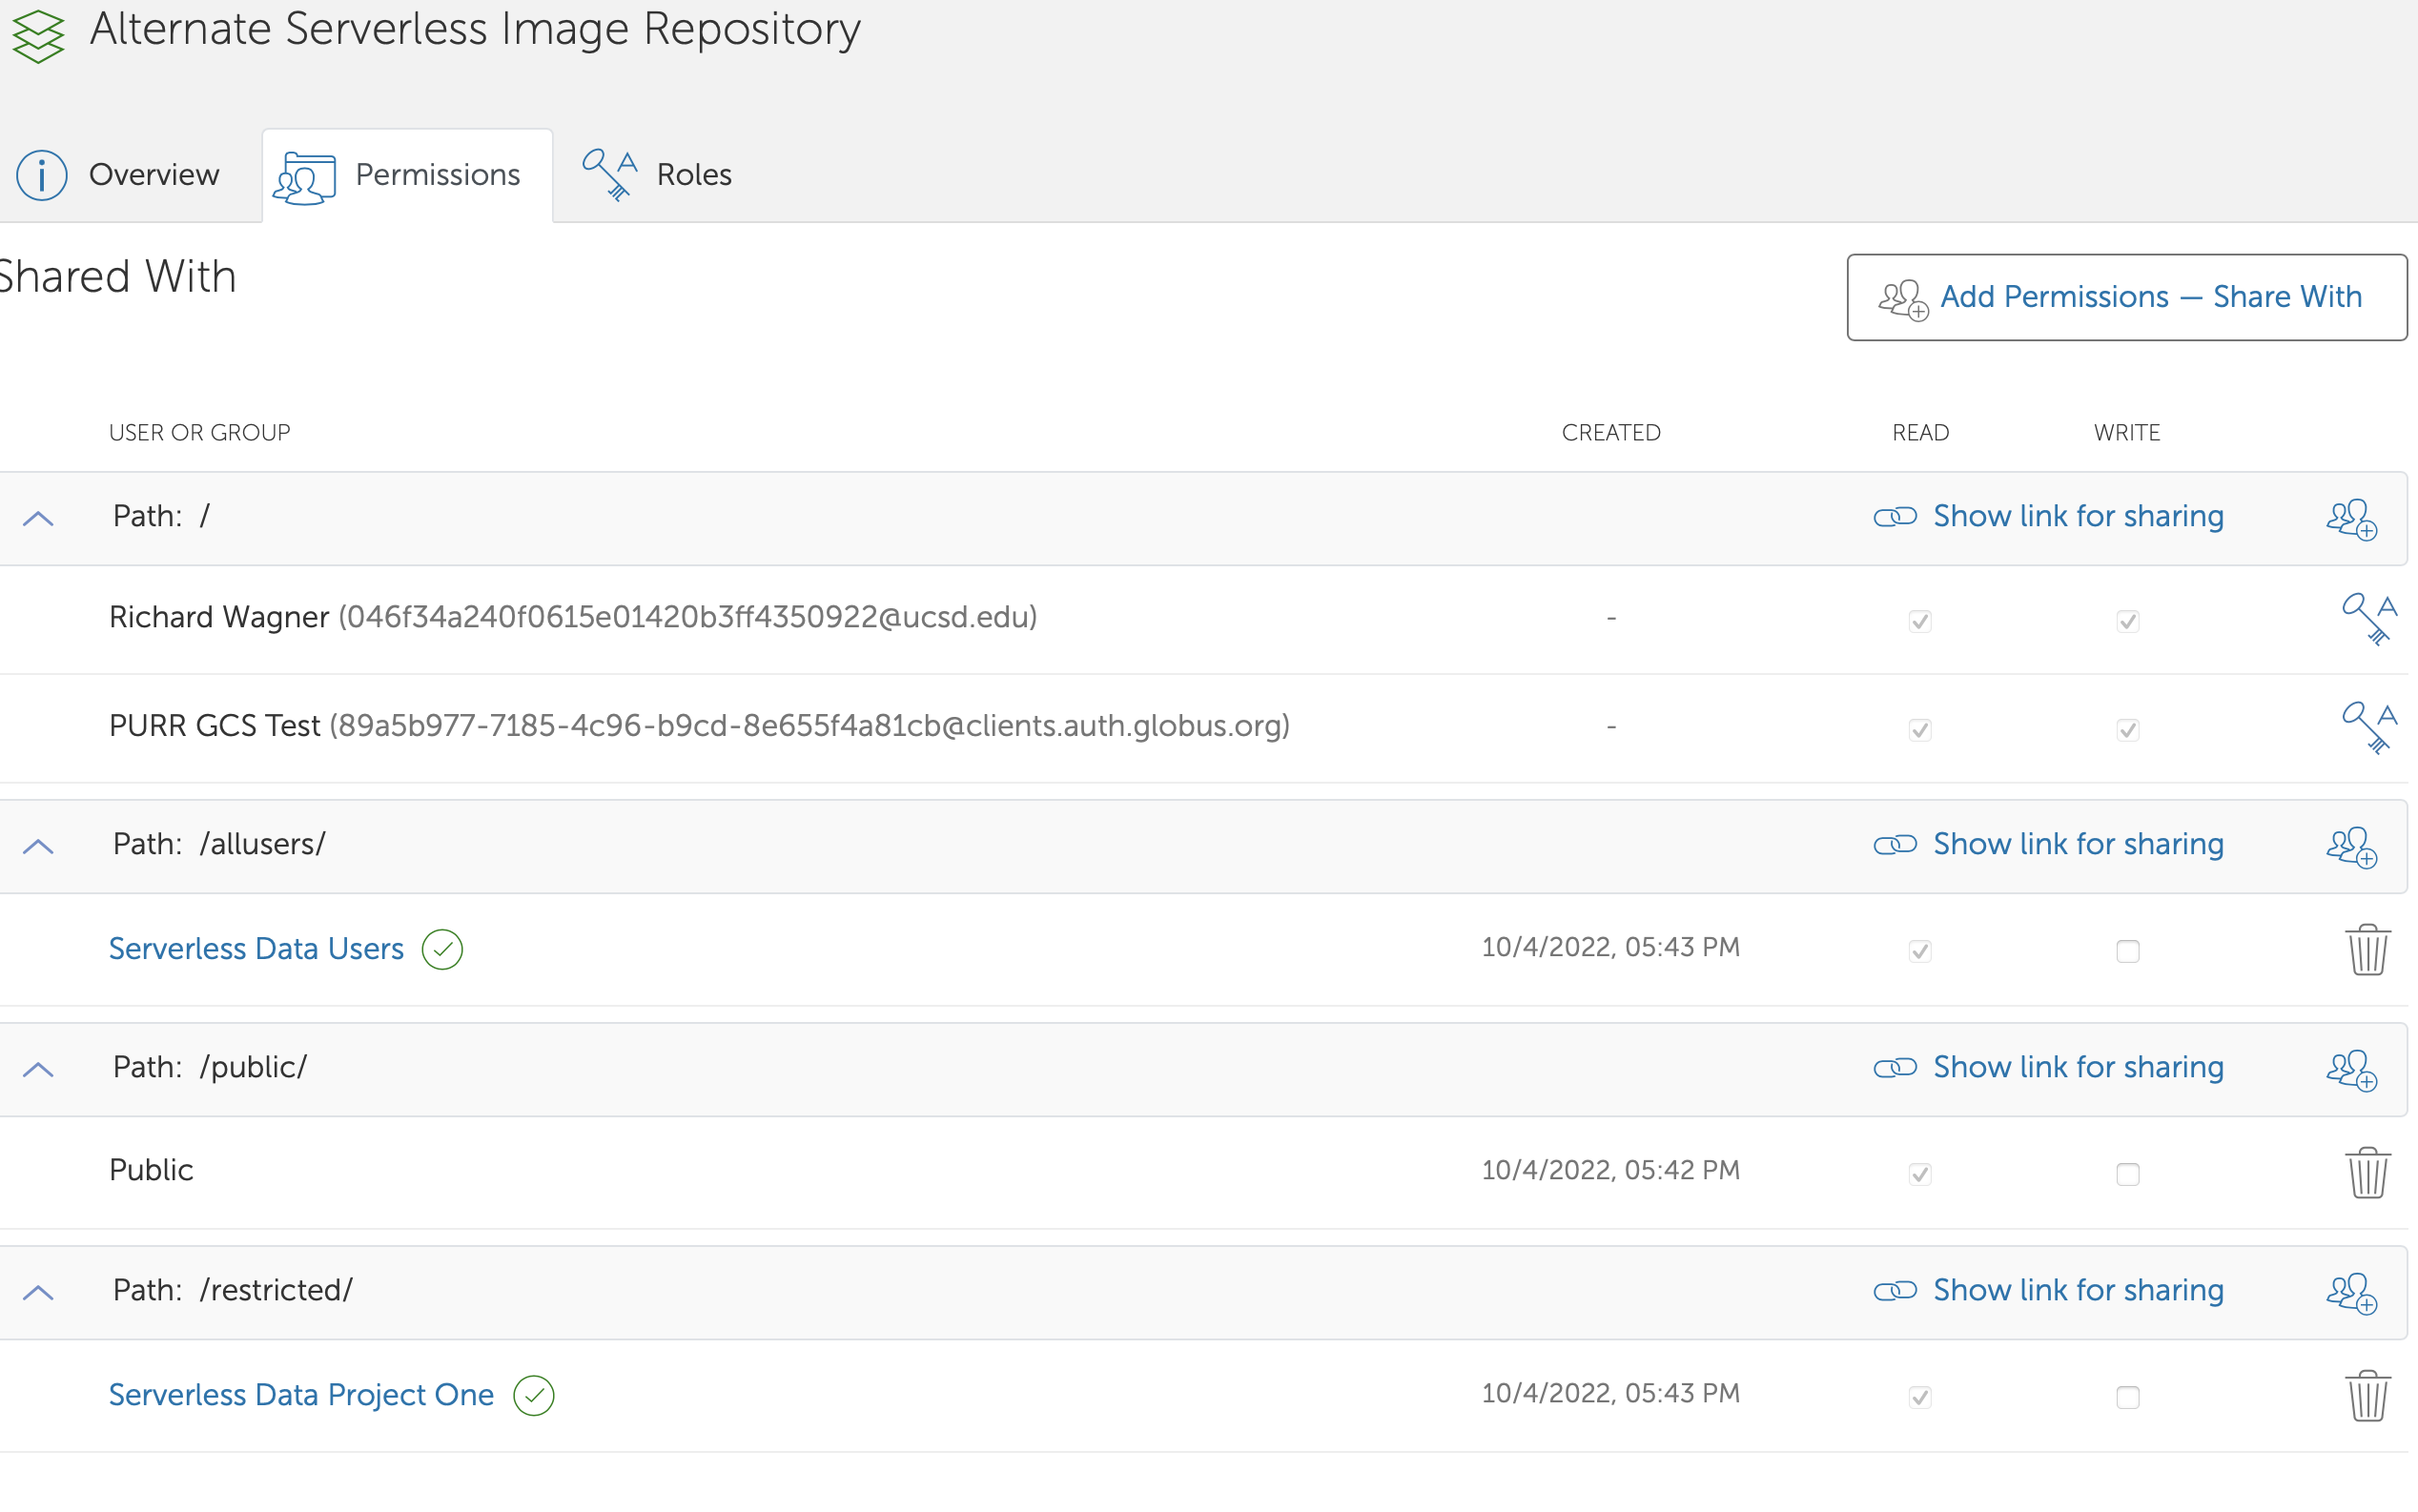 Alternate Serverless Image Repository
Overview Permissions Roles
Shared With
Add Permissions — Share With
USER OR GROUP CREATED READ WRITE
Path: / Show link for sharing
Richard Wagner (046f34a240f0615e01420b3ff4350922@ucsd.edu) -
PURR GCS Test (89a5b977-7185-4c96-b9cd-8e655f4a81cb@clients.auth.globus.org) -
Path: /allusers/ Show link for sharing
Serverless Data Users 10/4/2022, 05:43 PM
Path: /public/ Show link for sharing
Public 10/4/2022, 05:42 PM
Path: /restricted/ Show link for sharing
Serverless Data Project One 10/4/2022, 05:43 PM